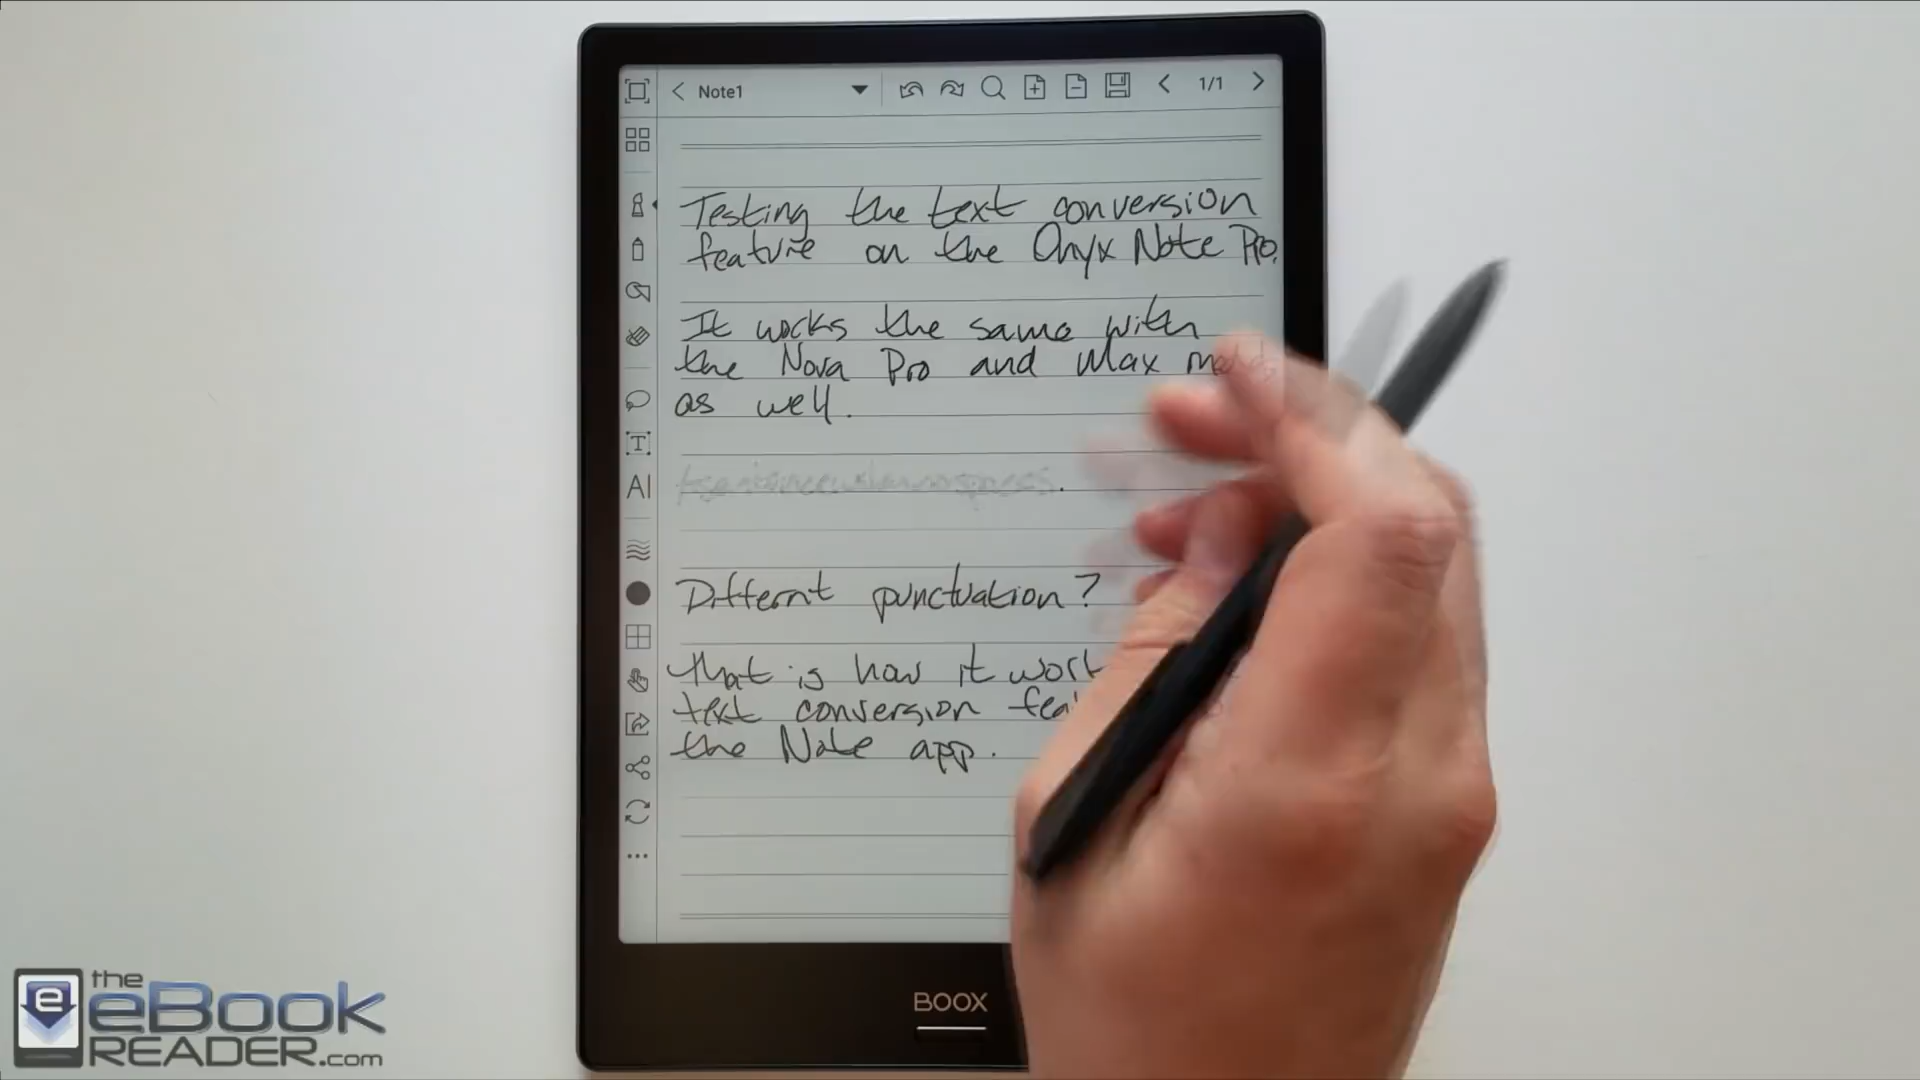 Note1
1/1
Testing the text conversion
feature on the Onyx Note Pro.
It works the same with
the Nova Pro and Max
as well.
Differnt punctuation?
that is how it
text conversion
the Note app.
AI
BOOX
the
eBook
READER.com